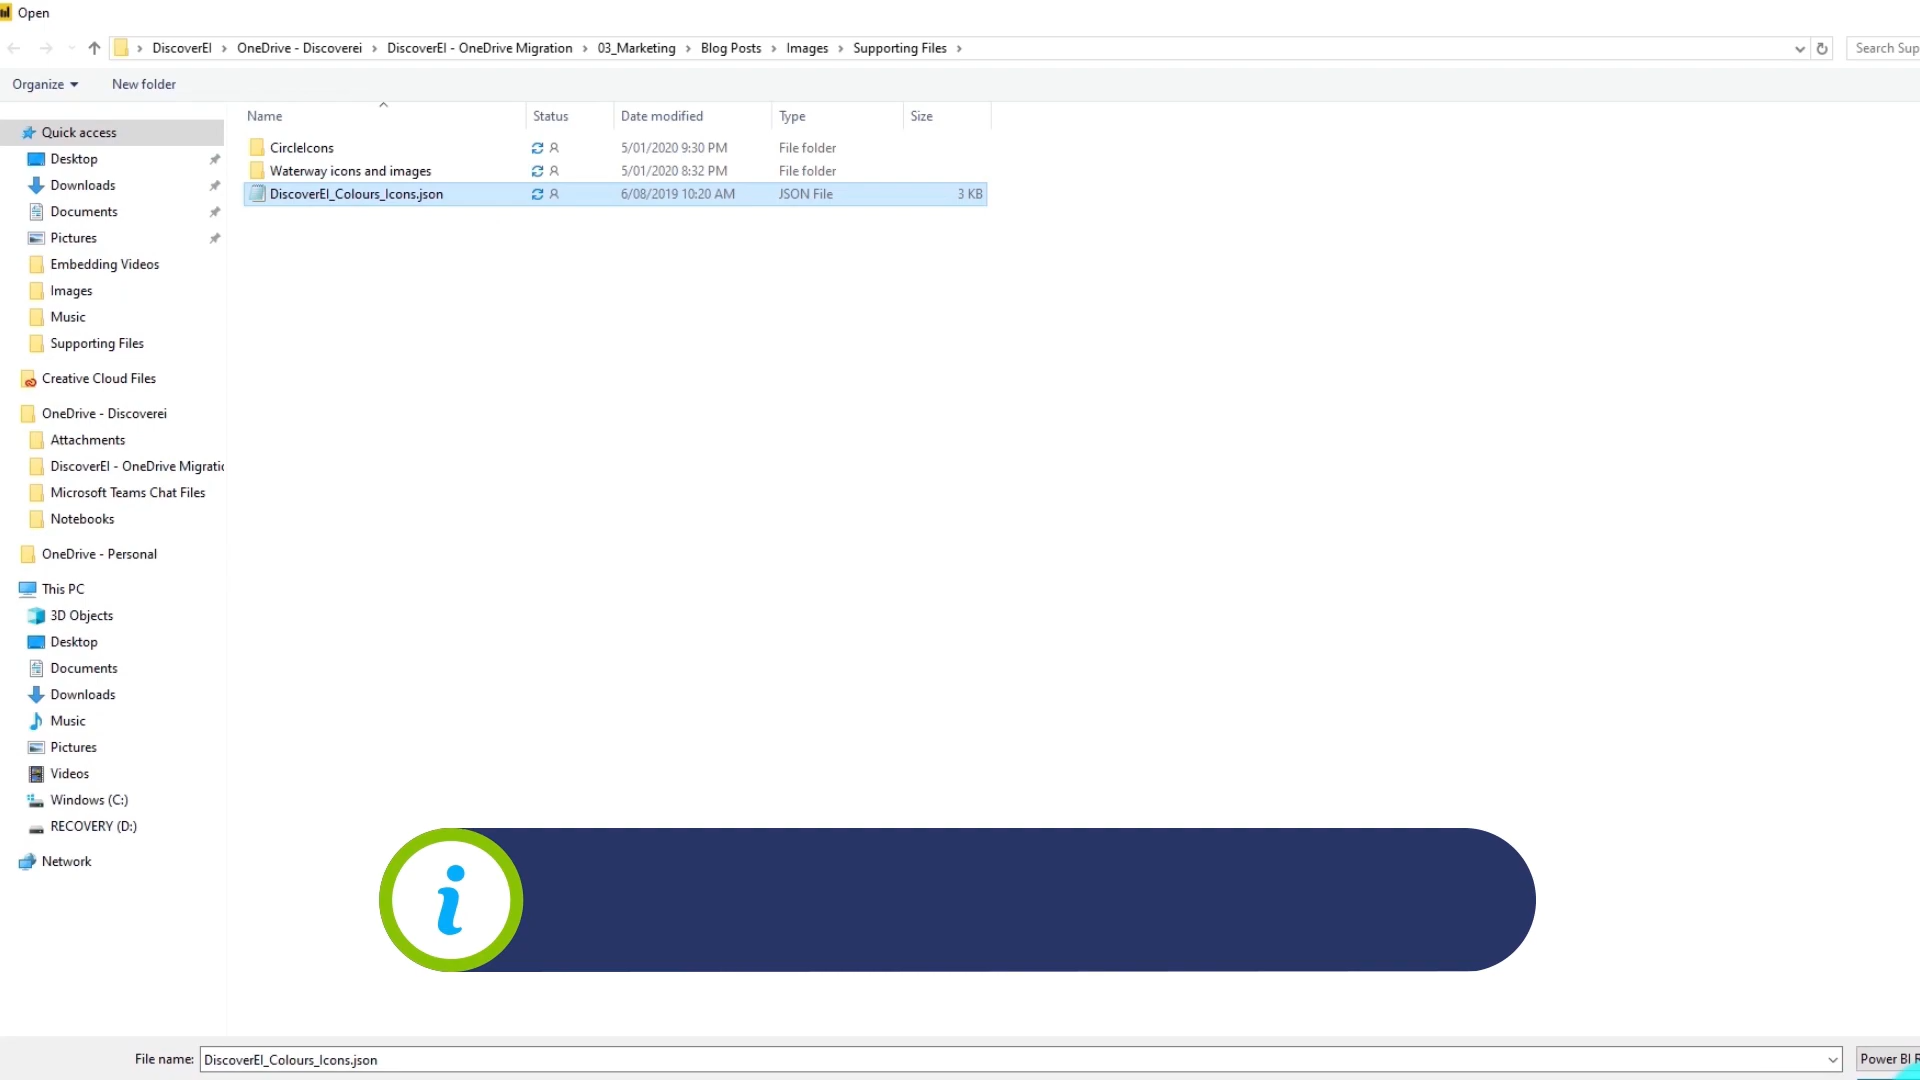 Open
DiscoverEI > OneDrive - Discoverei > DiscoverEI - OneDrive Migration > 03_Marketing > Blog Posts > Images > Supporting Files >
Search Sup
Organize
New folder
Name
Status
Date modified
Type
Size
CircleIcons
5/01/2020 9:30 PM
File folder
Waterway icons and images
5/01/2020 8:32 PM
File folder
DiscoverEI_Colours_Icons.json
6/08/2019 10:20 AM
JSON File
3 KB
Quick access
Desktop
Downloads
Documents
Pictures
Embedding Videos
Images
Music
Supporting Files
Creative Cloud Files
OneDrive - Discoverei
Attachments
DiscoverEI - OneDrive Migratic
Microsoft Teams Chat Files
Notebooks
OneDrive - Personal
This PC
3D Objects
Desktop
Documents
Downloads
Music
Pictures
Videos
Windows (C:)
RECOVERY (D:)
Network
i
File name:
DiscoverEI_Colours_Icons.json
Power BI R